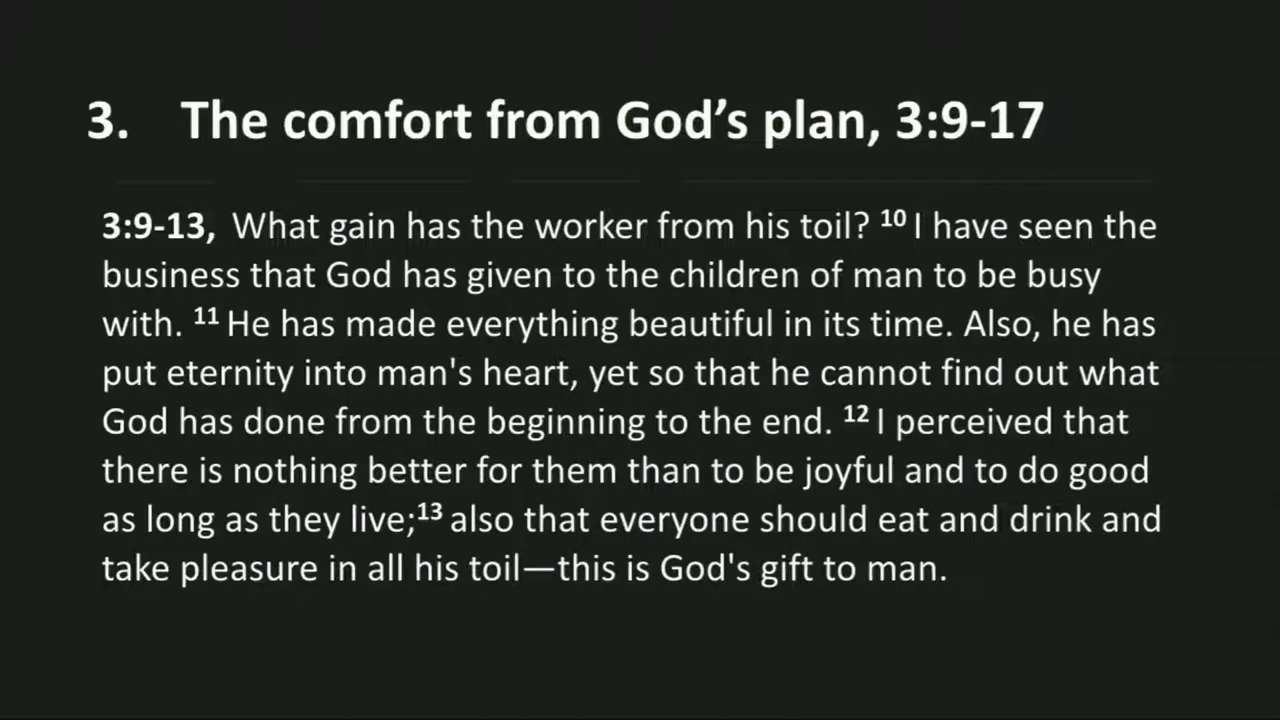 3. The comfort from God’s plan, 3:9-17
3:9-13, What gain has the worker from his toil? 10 I have seen the
business that God has given to the children of man to be busy
with. 11 He has made everything beautiful in its time. Also, he has
put eternity into man's heart, yet so that he cannot find out what
God has done from the beginning to the end. 12 I perceived that
there is nothing better for them than to be joyful and to do good
as long as they live;13 also that everyone should eat and drink and
take pleasure in all his toil—this is God's gift to man.